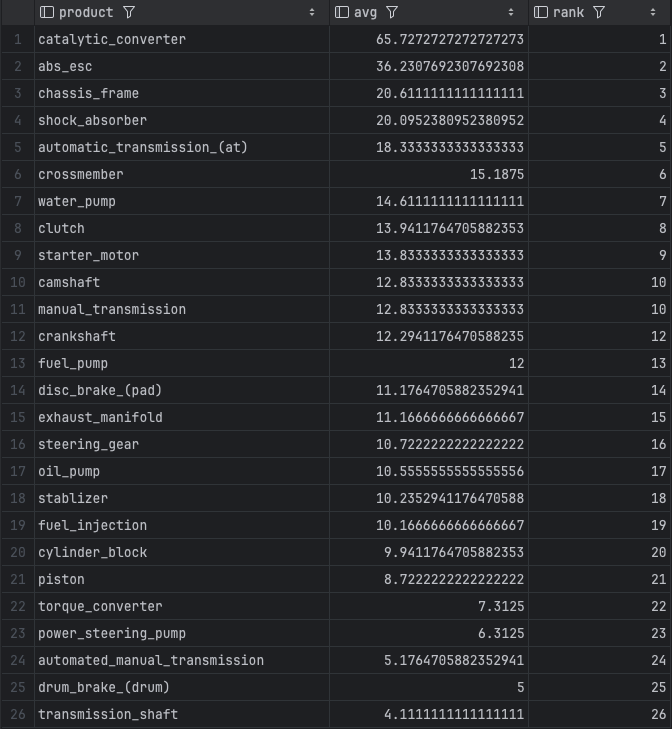 product avg rank
1 catalytic_converter 65.7272727272727273 1
2 abs_esc 36.2307692307692308 2
3 chassis_frame 20.6111111111111111 3
4 shock_absorber 20.0952380952380952 4
5 automatic_transmission_(at) 18.3333333333333333 5
6 crossmember 15.1875 6
7 water_pump 14.6111111111111111 7
8 clutch 13.9411764705882353 8
9 starter_motor 13.8333333333333333 9
10 camshaft 12.8333333333333333 10
11 manual_transmission 12.8333333333333333 10
12 crankshaft 12.2941176470588235 12
13 fuel_pump 12 13
14 disc_brake_(pad) 11.1764705882352941 14
15 exhaust_manifold 11.1666666666666667 15
16 steering_gear 10.7222222222222222 16
17 oil_pump 10.5555555555555556 17
18 stablizer 10.2352941176470588 18
19 fuel_injection 10.1666666666666667 19
20 cylinder_block 9.9411764705882353 20
21 piston 8.7222222222222222 21
22 torque_converter 7.3125 22
23 power_steering_pump 6.3125 23
24 automated_manual_transmission 5.1764705882352941 24
25 drum_brake_(drum) 5 25
26 transmission_shaft 4.1111111111111111 26